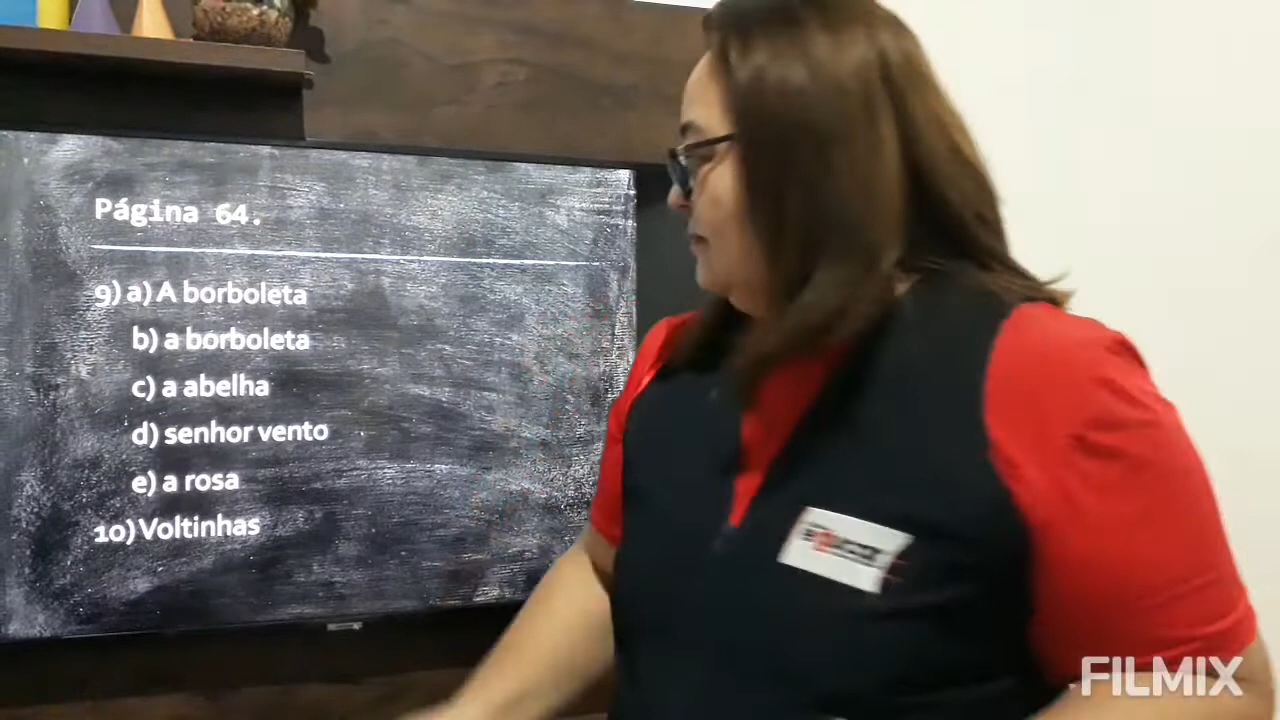 Página 64.
9) a) A borboleta
b) a borboleta
c) a abelha
d) senhor vento
e) a rosa
10) Voltinhas
FILMIX